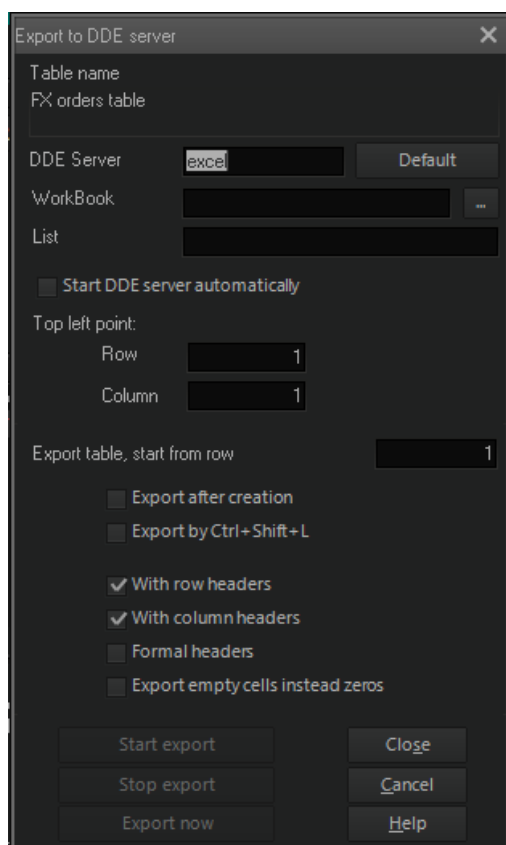 Export to DDE server
Table name
FX orders table
DDE Server excel Default
WorkBook ...
List
Start DDE server automatically
Top left point:
Row 1
Column 1
Export table, start from row 1
Export after creation
Export by Ctrl+Shift+L
With row headers
With column headers
Formal headers
Export empty cells instead zeros
Start export Close
Stop export Cancel
Export now Help